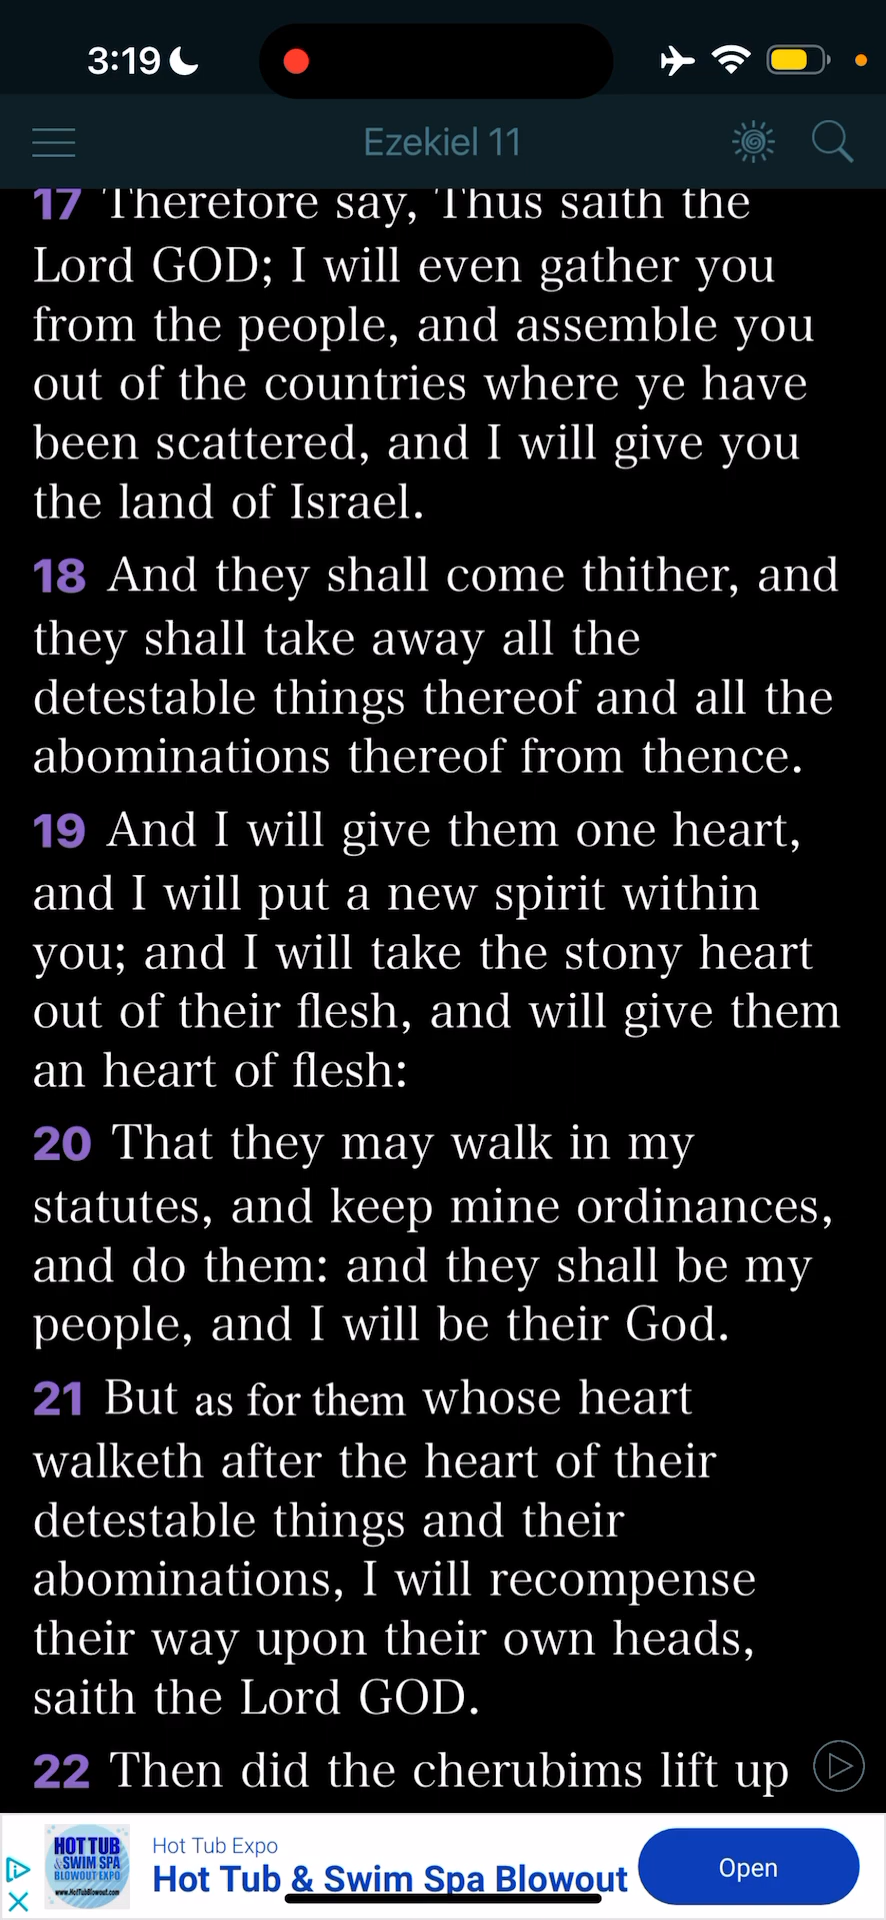 3:19
Ezekiel 11
17 Therefore say, Thus saith the
Lord GOD; I will even gather you
from the people, and assemble you
out of the countries where ye have
been scattered, and I will give you
the land of Israel.
18 And they shall come thither, and
they shall take away all the
detestable things thereof and all the
abominations thereof from thence.
19 And I will give them one heart,
and I will put a new spirit within
you; and I will take the stony heart
out of their flesh, and will give them
an heart of flesh:
20 That they may walk in my
statutes, and keep mine ordinances,
and do them: and they shall be my
people, and I will be their God.
21 But as for them whose heart
walketh after the heart of their
detestable things and their
abominations, I will recompense
their way upon their own heads,
saith the Lord GOD.
22 Then did the cherubims lift up
HOT TUB
& SWIM SPA
BLOWOUT EXPO
www.HotTubBlowout.com
Hot Tub Expo
Hot Tub & Swim Spa Blowout
Open